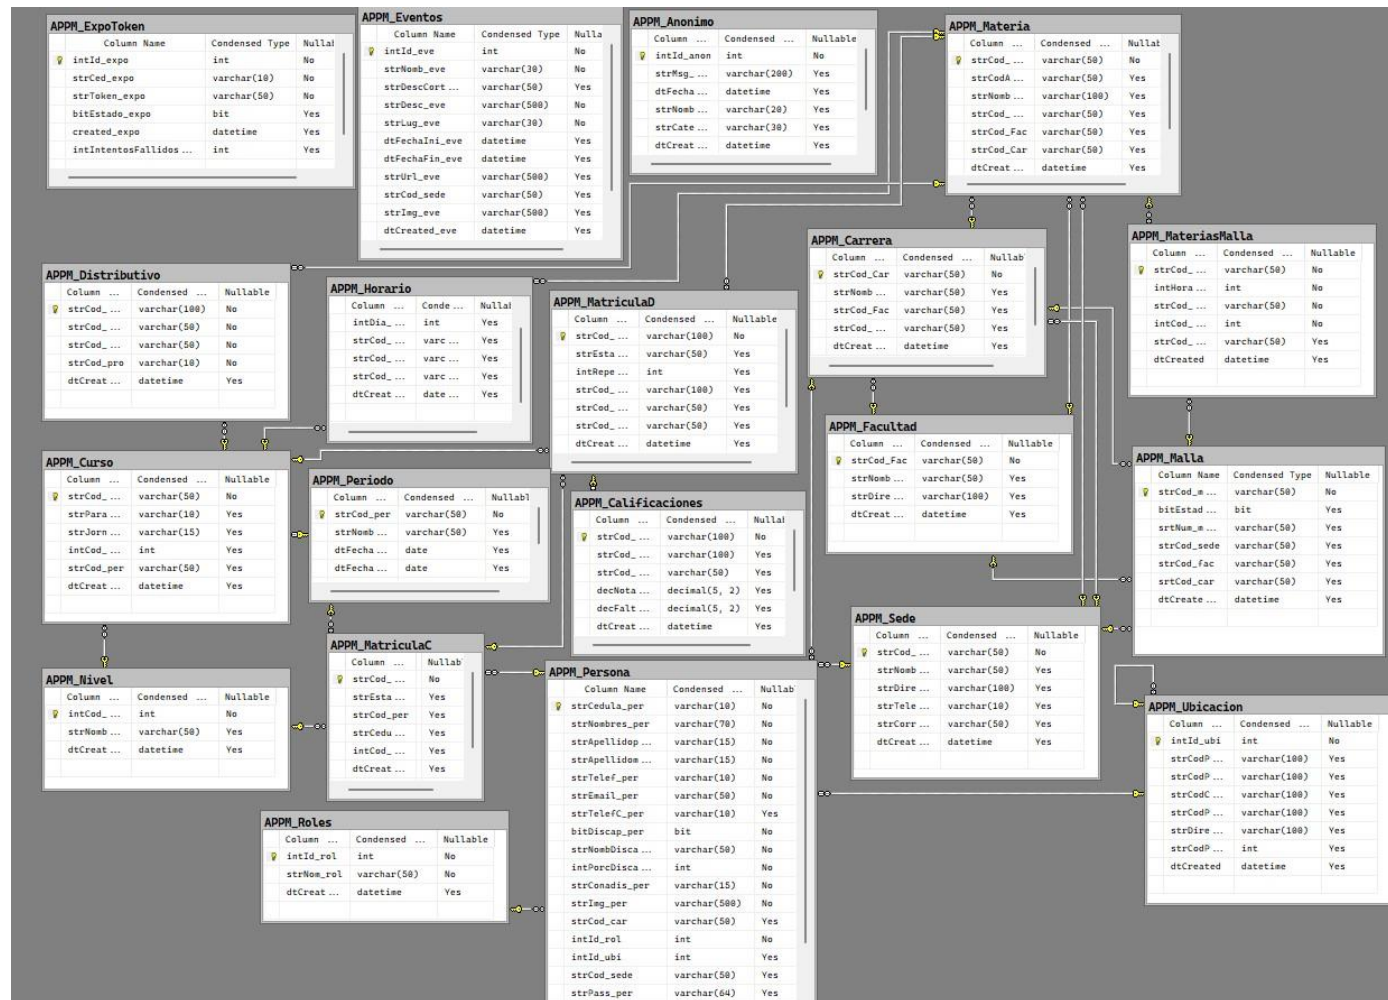 APPM_ExpoToken
Column Name Condensed Type Nullal
intId_expo int No
strCed_expo varchar(10) No
strToken_expo varchar(50) No
bitEstado_expo bit Yes
created_expo datetime Yes
intIntentosFallidos ... int Yes
APPM_Eventos
Column Name Condensed Type Nulla
intId_eve int No
strNomb_eve varchar(30) No
strDescCort ... varchar(50) Yes
strDesc_eve varchar(500) No
strLug_eve varchar(30) No
dtFechaIni_eve datetime Yes
dtFechaFin_eve datetime Yes
strUrl_eve varchar(500) Yes
strCod_sede varchar(50) Yes
strImg_eve varchar(500) Yes
dtCreated_eve datetime Yes
APPM_Anonimo
Column ... Condensed ... Nullable
intId_anon int No
strMsg_ ... varchar(200) Yes
dtFecha ... datetime Yes
strNomb ... varchar(20) Yes
strCate ... varchar(30) Yes
dtCreat ... datetime Yes
APPM_Materia
Column ... Condensed ... Nullat
strCod_ ... varchar(50) No
strCodA ... varchar(50) Yes
strNomb ... varchar(100) Yes
strCod_ ... varchar(50) Yes
strCod_Fac varchar(50) Yes
strCod_Car varchar(50) Yes
dtCreat ... datetime Yes
APPM_Distributivo
Column ... Condensed ... Nullable
strCod_ ... varchar(100) No
strCod_ ... varchar(50) No
strCod_ ... varchar(50) No
strCod_pro varchar(10) No
dtCreat ... datetime Yes
APPM_Horario
Column ... Conde ... Nullal
intDia_ ... int Yes
strCod_ ... varc ... Yes
strCod_ ... varc ... Yes
strCod_ ... varc ... Yes
dtCreat ... date ... Yes
APPM_MatriculaD
Column ... Condensed ... Nullable
strCod_ ... varchar(100) No
strEsta ... varchar(50) Yes
intRepe ... int Yes
strCod_ ... varchar(100) Yes
strCod_ ... varchar(50) Yes
strCod_ ... varchar(50) Yes
dtCreat ... datetime Yes
APPM_Carrera
Column ... Condensed ... Nullab
strCod_Car varchar(50) No
strNomb ... varchar(50) Yes
strCod_Fac varchar(50) Yes
strCod_ ... varchar(50) Yes
dtCreat ... datetime Yes
APPM_MateriasMalla
Column ... Condensed ... Nullable
strCod_ ... varchar(50) No
intHora ... int No
strCod_ ... varchar(50) No
intCod_ ... int No
strCod_ ... varchar(50) Yes
dtCreated datetime Yes
APPM_Curso
Column ... Condensed ... Nullable
strCod_ ... varchar(50) No
strPara ... varchar(10) Yes
strJorn ... varchar(15) Yes
intCod_ ... int Yes
strCod_per varchar(50) Yes
dtCreat ... datetime Yes
APPM_Periodo
Column ... Condensed ... Nullabl
strCod_per varchar(50) No
strNomb ... varchar(50) Yes
dtFecha ... date Yes
dtFecha ... date Yes
APPM_Calificaciones
Column ... Condensed ... Nullal
strCod_ ... varchar(100) No
strCod_ ... varchar(100) Yes
strCod_ ... varchar(50) Yes
decNota ... decimal(5, 2) Yes
decFalt ... decimal(5, 2) Yes
dtCreat ... datetime Yes
APPM_Facultad
Column ... Condensed ... Nullable
strCod_Fac varchar(50) No
strNomb ... varchar(50) Yes
strDire ... varchar(100) Yes
dtCreat ... datetime Yes
APPM_Malla
Column Name Condensed Type Nullable
strCod_m ... varchar(50) No
bitEstad ... bit Yes
srtNum_m ... varchar(50) Yes
strCod_sede varchar(50) Yes
strCod_fac varchar(50) Yes
srtCod_car varchar(50) Yes
dtCreate ... datetime Yes
APPM_Nivel
Column ... Condensed ... Nullable
intCod_ ... int No
strNomb ... varchar(50) Yes
dtCreat ... datetime Yes
APPM_MatriculaC
Column ... Nullab
strCod_ ... No
strEsta ... Yes
strCod_per Yes
strCedu ... Yes
intCod_ ... Yes
dtCreat ... Yes
APPM_Persona
Column Name Condensed ... Nullab
strCedula_per varchar(10) No
strNombres_per varchar(70) No
strApellidop ... varchar(15) No
strApellidom ... varchar(15) No
strTelef_per varchar(10) No
strEmail_per varchar(50) No
strTelefC_per varchar(10) Yes
bitDiscap_per bit No
strNombDisca ... varchar(50) No
intPorcDisca ... int No
strConadis_per varchar(15) No
strImg_per varchar(500) No
strCod_car varchar(50) Yes
intId_rol int No
intId_ubi int Yes
strCod_sede varchar(50) Yes
strPass_per varchar(64) Yes
APPM_Sede
Column ... Condensed ... Nullable
strCod_ ... varchar(50) No
strNomb ... varchar(50) Yes
strDire ... varchar(100) Yes
strTele ... varchar(10) Yes
strCorr ... varchar(50) Yes
dtCreat ... datetime Yes
APPM_Ubicacion
Column ... Condensed ... Nullable
intId_ubi int No
strCodP ... varchar(100) Yes
strCodP ... varchar(100) Yes
strCodC ... varchar(100) Yes
strCodP ... varchar(100) Yes
strDire ... varchar(100) Yes
strCodP ... int Yes
dtCreated datetime Yes
APPM_Roles
Column ... Condensed ... Nullable
intId_rol int No
strNom_rol varchar(50) No
dtCreat ... datetime Yes